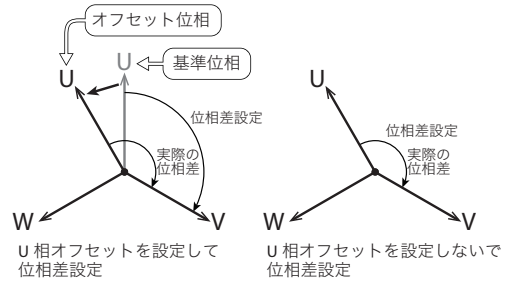 オフセット位相
U
U
基準位相
位相差設定
実際の
位相差
W
V
U 相オフセットを設定して
位相差設定
U
位相差設定
実際の
位相差
W
V
U 相オフセットを設定しないで
位相差設定